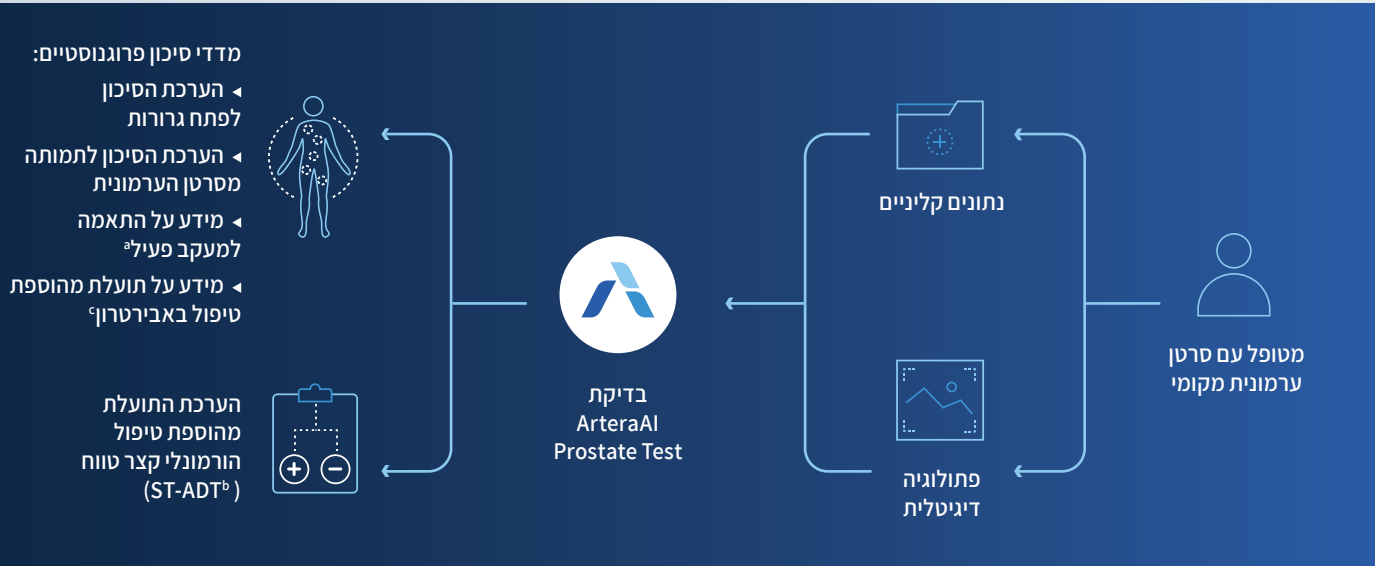 מטופל עם סרטן
ערמונית מקומי
נתונים קליניים
פתולוגיה
דיגיטלית
בדיקת
ArteraAI
Prostate Test
מדדי סיכון פרוגנוסטיים:
◂ הערכת הסיכון
לפתח גרורות
◂ הערכת הסיכון לתמותה
מסרטן הערמונית
◂ מידע על התאמה
למעקב פעילª
◂ מידע על תועלת מהוספת
טיפול באבירטרוןᶜ
הערכת התועלת
מהוספת טיפול
הורמונלי קצר טווח
(ST-ADTᵇ )